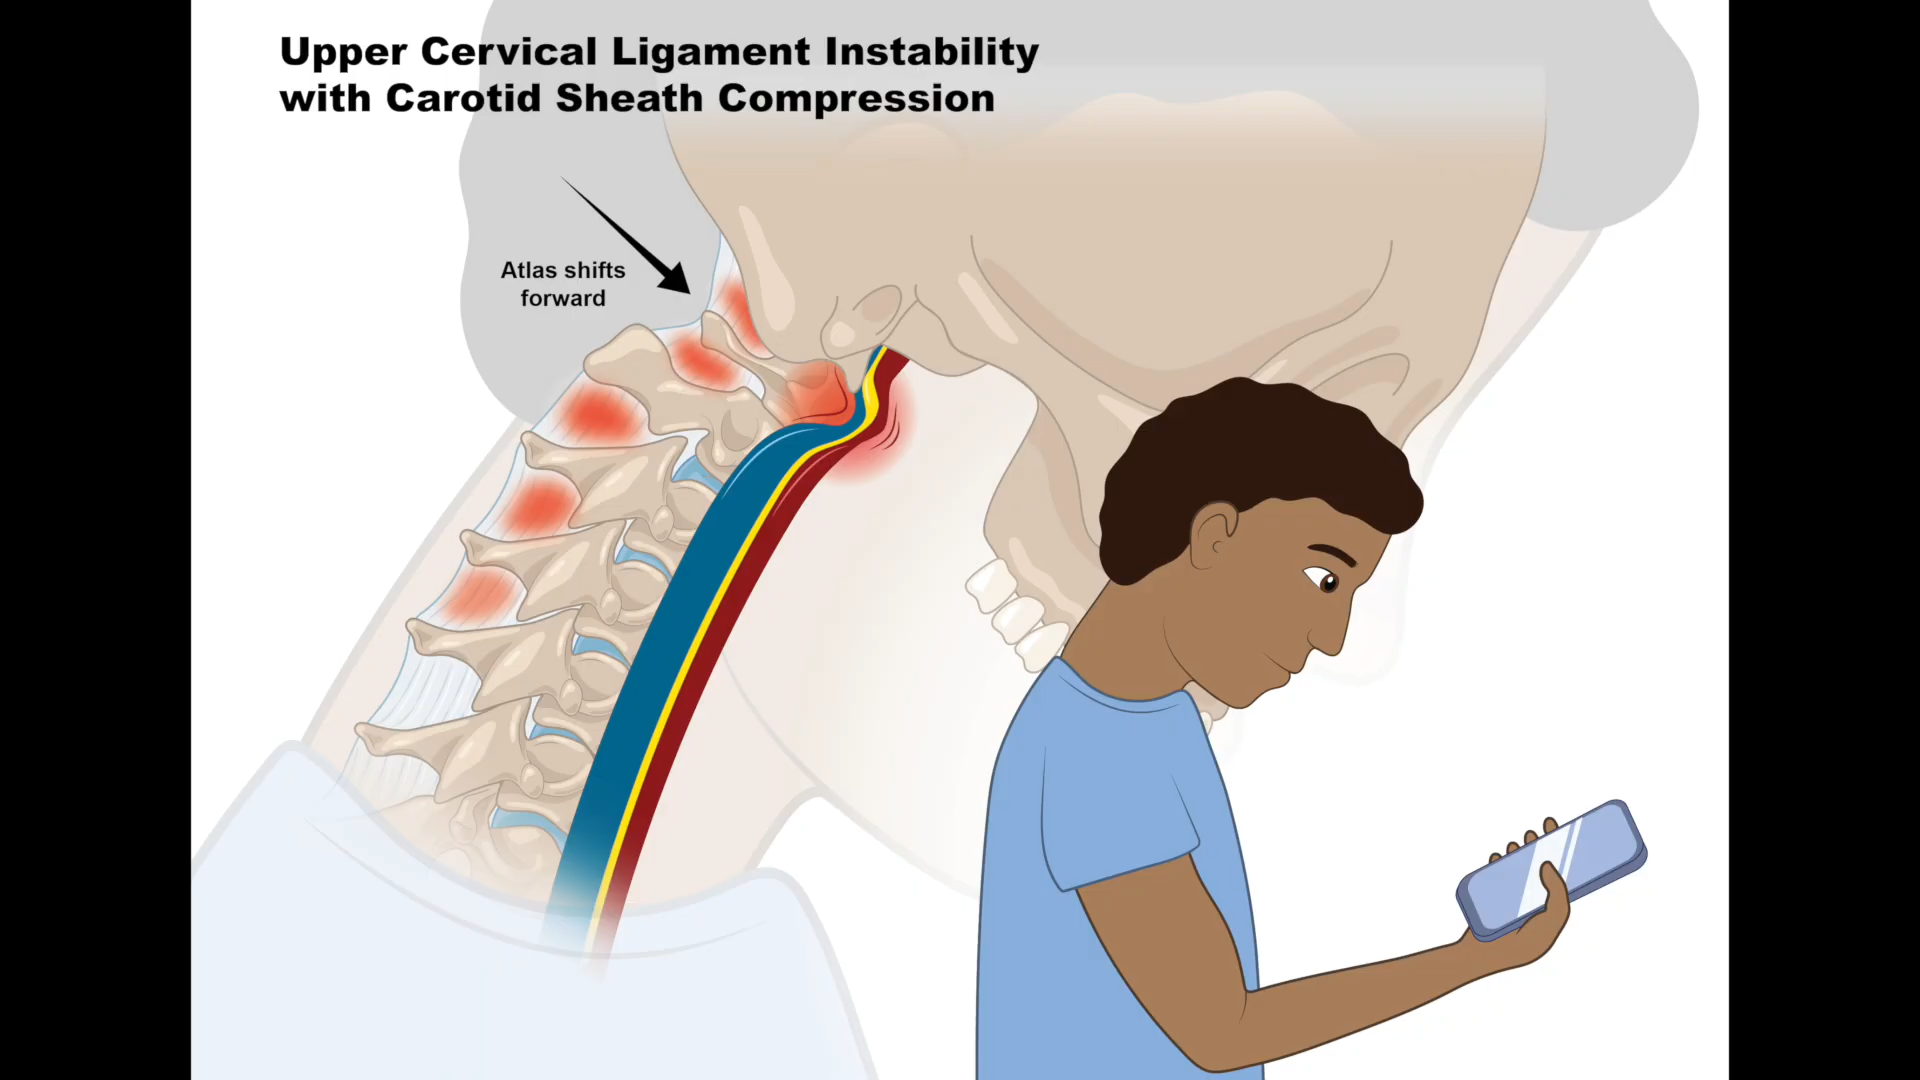 Upper Cervical Ligament Instability
with Carotid Sheath Compression
Atlas shifts
forward